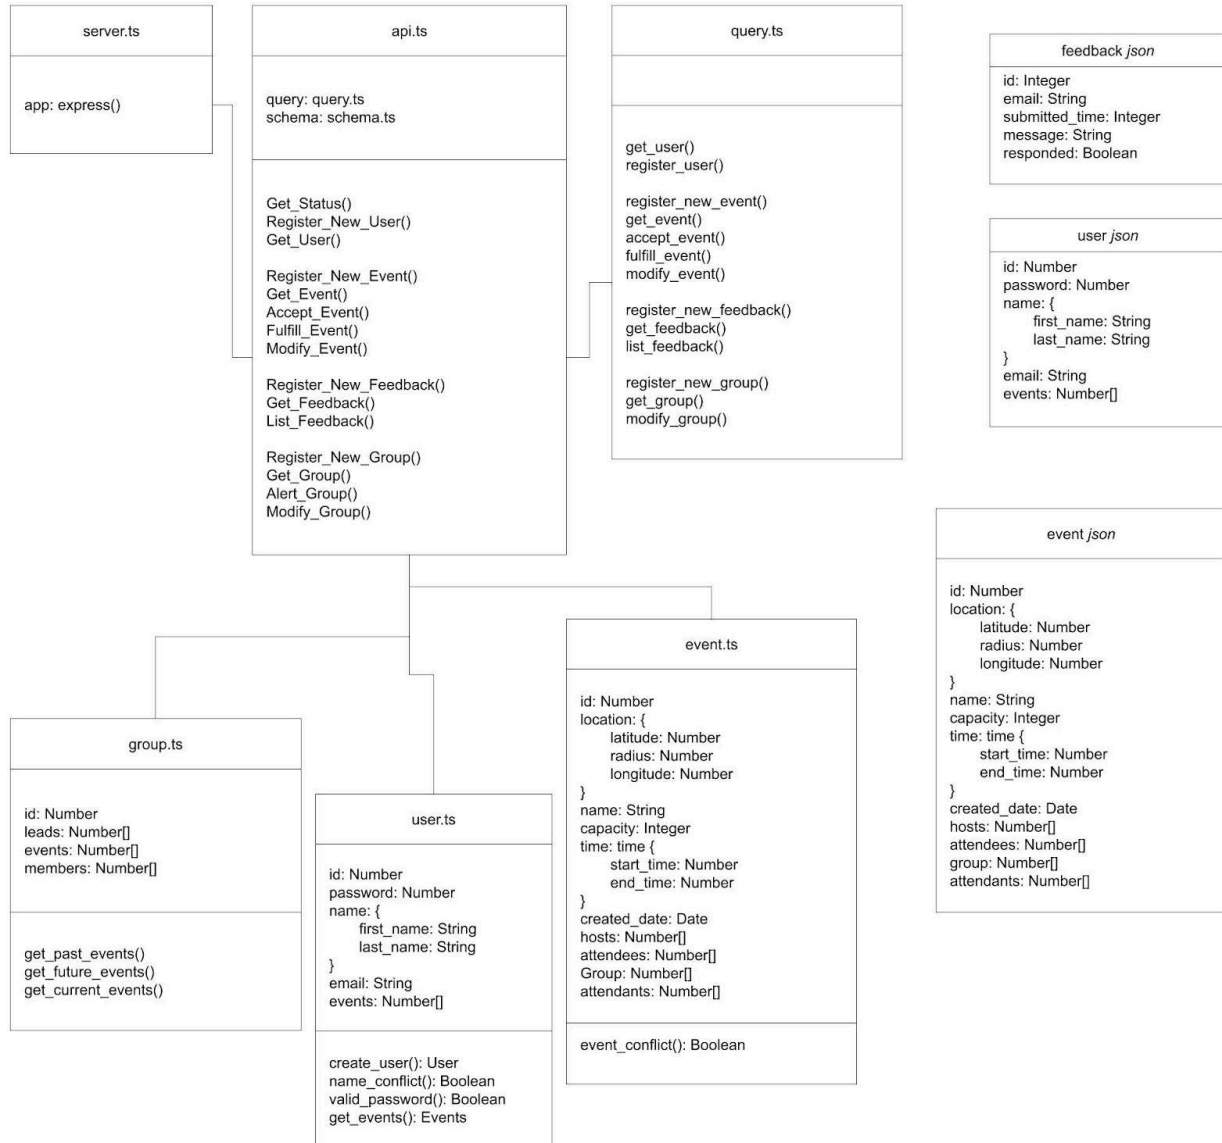 server.ts
app: express()
api.ts
query: query.ts
schema: schema.ts
Get_Status()
Register_New_User()
Get_User()
Register_New_Event()
Get_Event()
Accept_Event()
Fulfill_Event()
Modify_Event()
Register_New_Feedback()
Get_Feedback()
List_Feedback()
Register_New_Group()
Get_Group()
Alert_Group()
Modify_Group()
query.ts
get_user()
register_user()
register_new_event()
get_event()
accept_event()
fulfill_event()
modify_event()
register_new_feedback()
get_feedback()
list_feedback()
register_new_group()
get_group()
modify_group()
feedback json
id: Integer
email: String
submitted_time: Integer
message: String
responded: Boolean
user json
id: Number
password: Number
name: {
first_name: String
last_name: String
}
email: String
events: Number[]
event json
id: Number
location: {
latitude: Number
radius: Number
longitude: Number
}
name: String
capacity: Integer
time: time {
start_time: Number
end_time: Number
}
created_date: Date
hosts: Number[]
attendees: Number[]
group: Number[]
attendants: Number[]
group.ts
id: Number
leads: Number[]
events: Number[]
members: Number[]
get_past_events()
get_future_events()
get_current_events()
user.ts
id: Number
password: Number
name: {
first_name: String
last_name: String
}
email: String
events: Number[]
create_user(): User
name_conflict(): Boolean
valid_password(): Boolean
get_events(): Events
event.ts
id: Number
location: {
latitude: Number
radius: Number
longitude: Number
}
name: String
capacity: Integer
time: time {
start_time: Number
end_time: Number
}
created_date: Date
hosts: Number[]
attendees: Number[]
Group: Number[]
attendants: Number[]
event_conflict(): Boolean